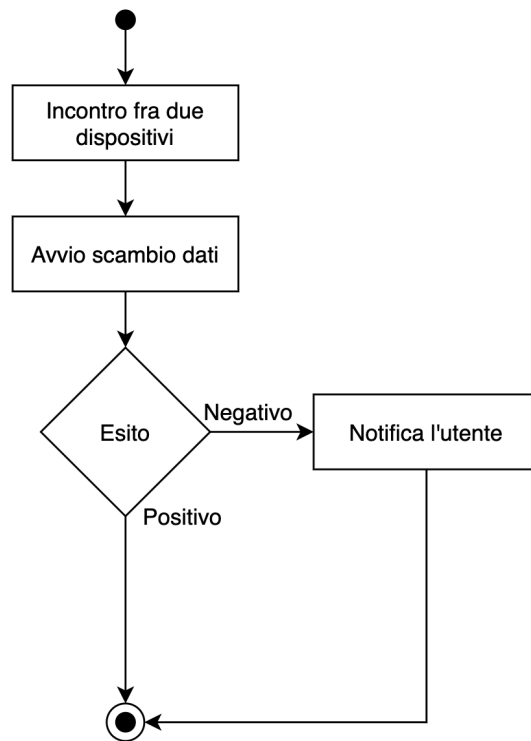 Incontro fra due
dispositivi
Avvio scambio dati
Esito
Negativo
Notifica l'utente
Positivo